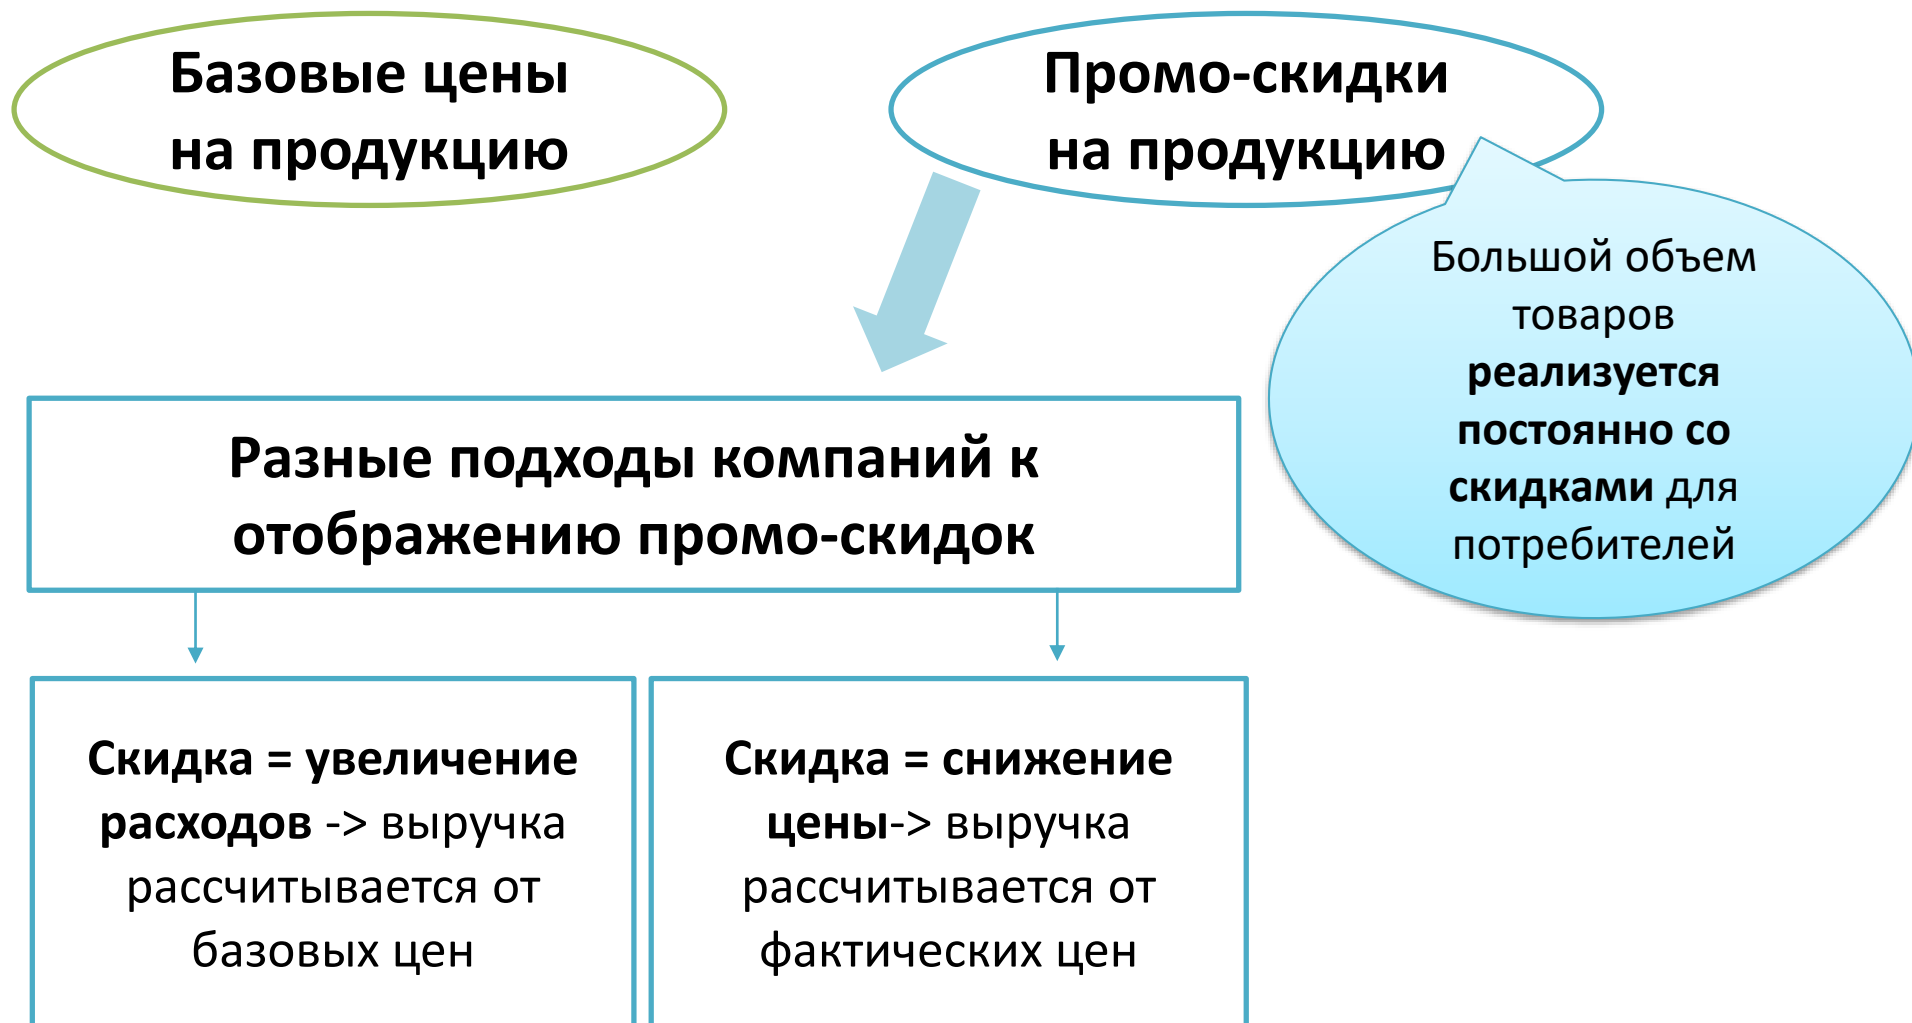 Базовые цены
на продукцию
Промо-скидки
на продукцию
Большой объем
товаров
реализуется
постоянно со
скидками для
потребителей
Разные подходы компаний к
отображению промо-скидок
Скидка = увеличение
расходов -> выручка
рассчитывается от
базовых цен
Скидка = снижение
цены-> выручка
рассчитывается от
фактических цен